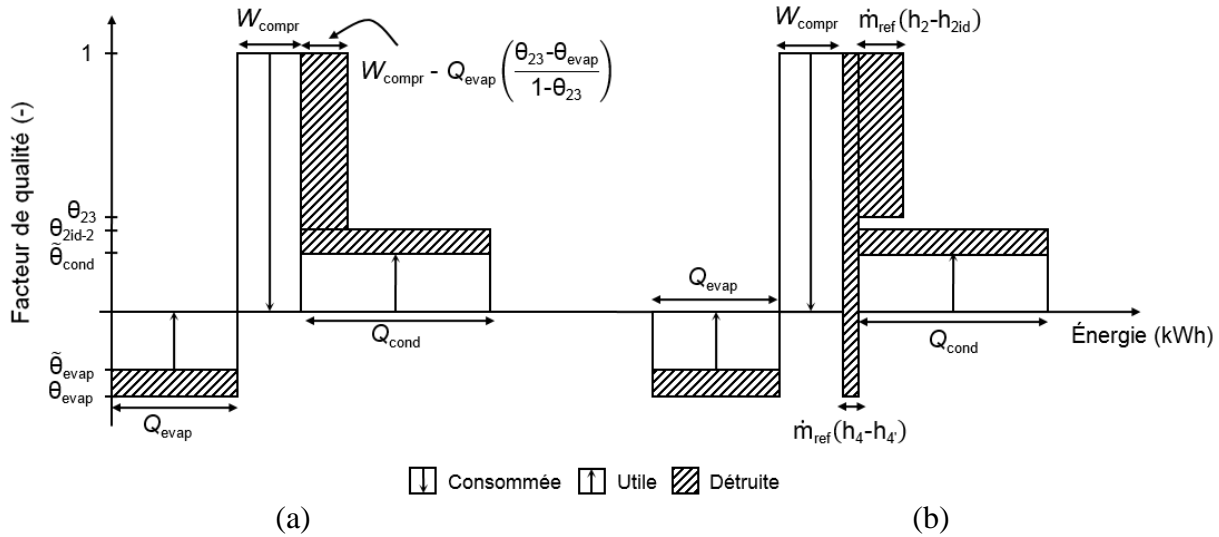 W_compr
W_compr
ṁ_ref(h_2-h_2id)
1
W_compr - Q_evap ( (θ_23-θ_evap) / (1-θ_23) )
Facteur de qualité (-)
θ_23
θ_2id-2
θ̃_cond
Q_evap
Q_cond
Q_cond
Énergie (kWh)
θ̃_evap
θ_evap
Q_evap
ṁ_ref(h_4-h_4')
Consommée Utile Détruite
(a) (b)